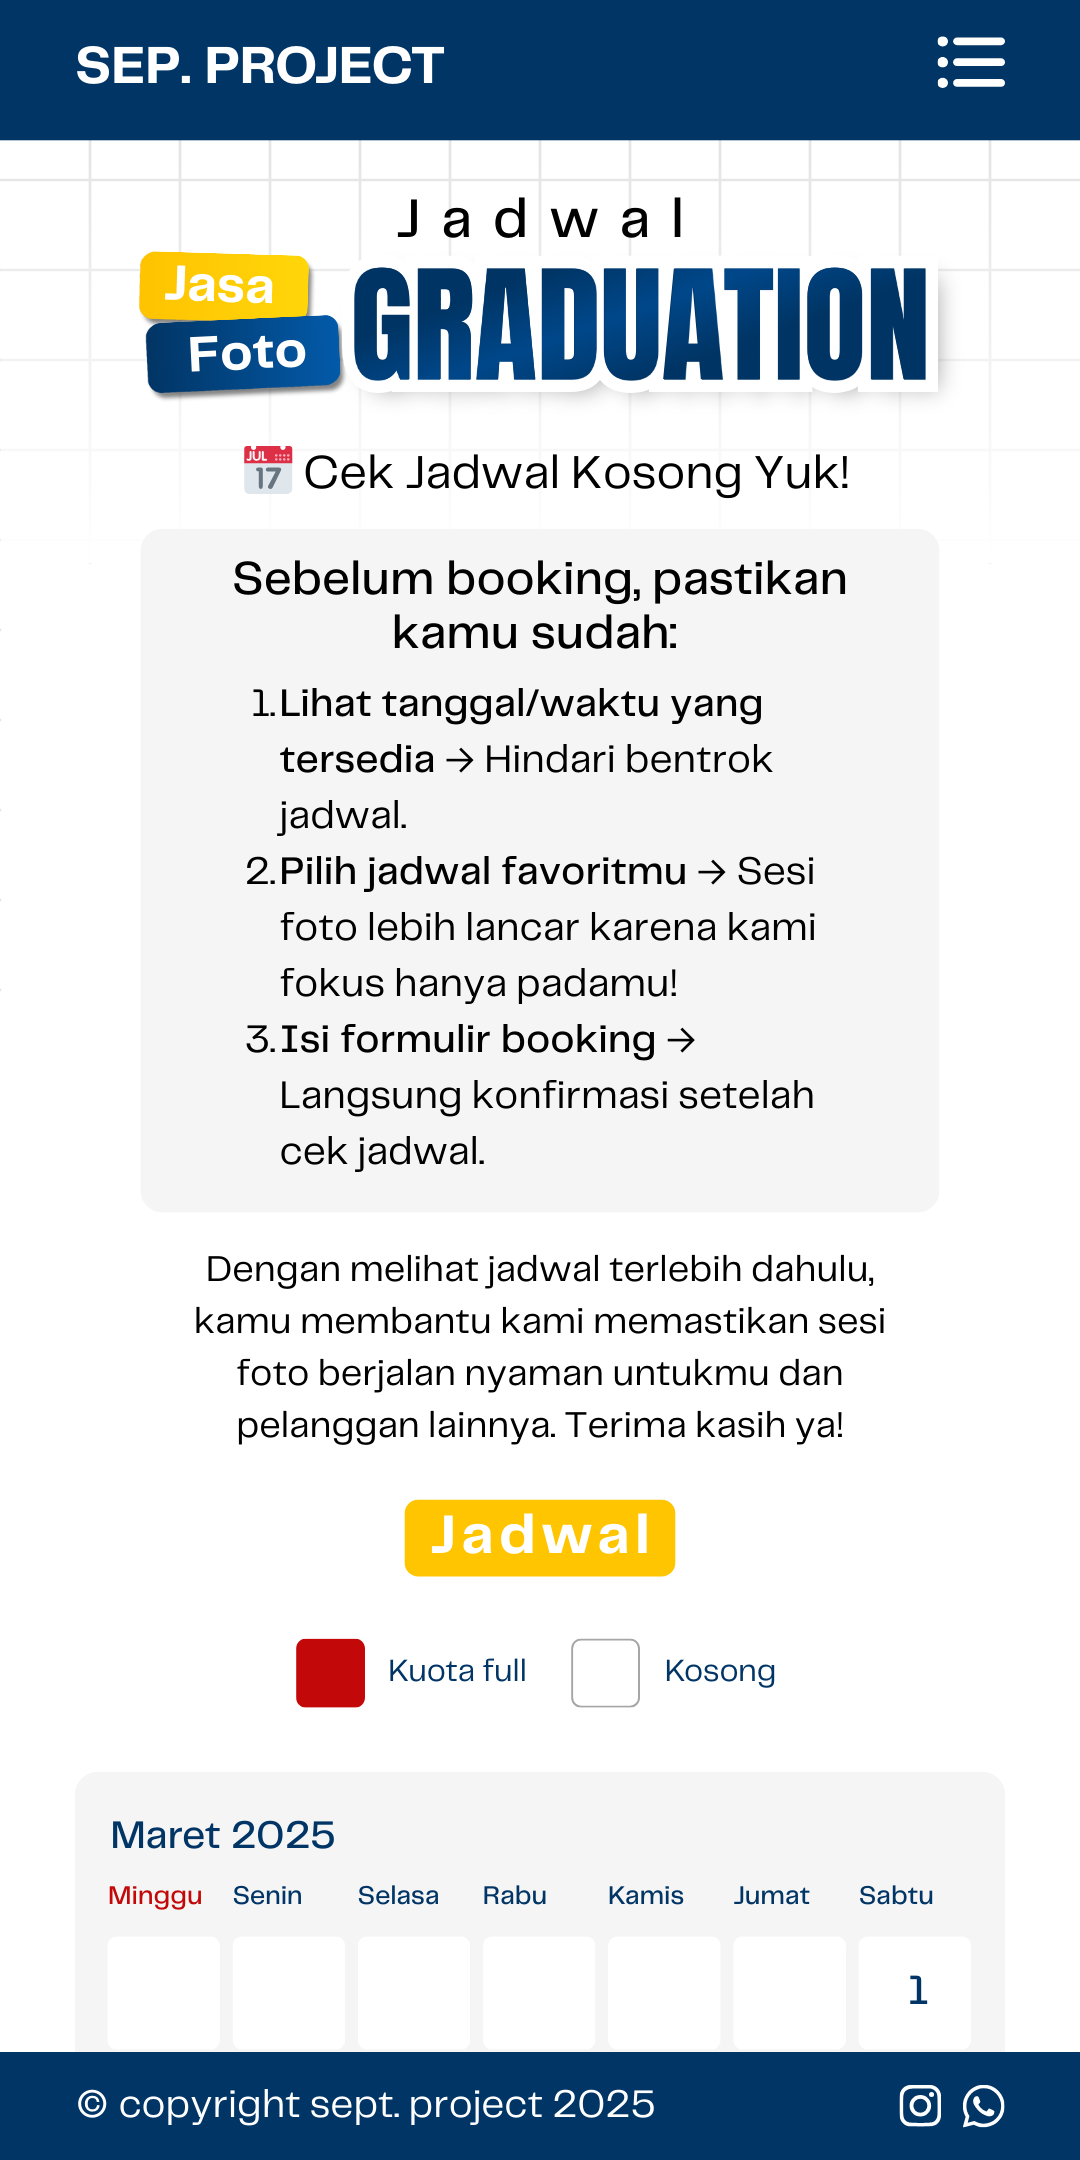 SEP. PROJECT
Jadwal
Jasa
Foto
GRADUATION
JUL
17
Cek Jadwal Kosong Yuk!
Sebelum booking, pastikan
kamu sudah:
1. Lihat tanggal/waktu yang
tersedia → Hindari bentrok
jadwal.
2. Pilih jadwal favoritmu → Sesi
foto lebih lancar karena kami
fokus hanya padamu!
3. Isi formulir booking →
Langsung konfirmasi setelah
cek jadwal.
Dengan melihat jadwal terlebih dahulu,
kamu membantu kami memastikan sesi
foto berjalan nyaman untukmu dan
pelanggan lainnya. Terima kasih ya!
Jadwal
Kuota full Kosong
Maret 2025
Minggu Senin Selasa Rabu Kamis Jumat Sabtu
1
© copyright sept. project 2025